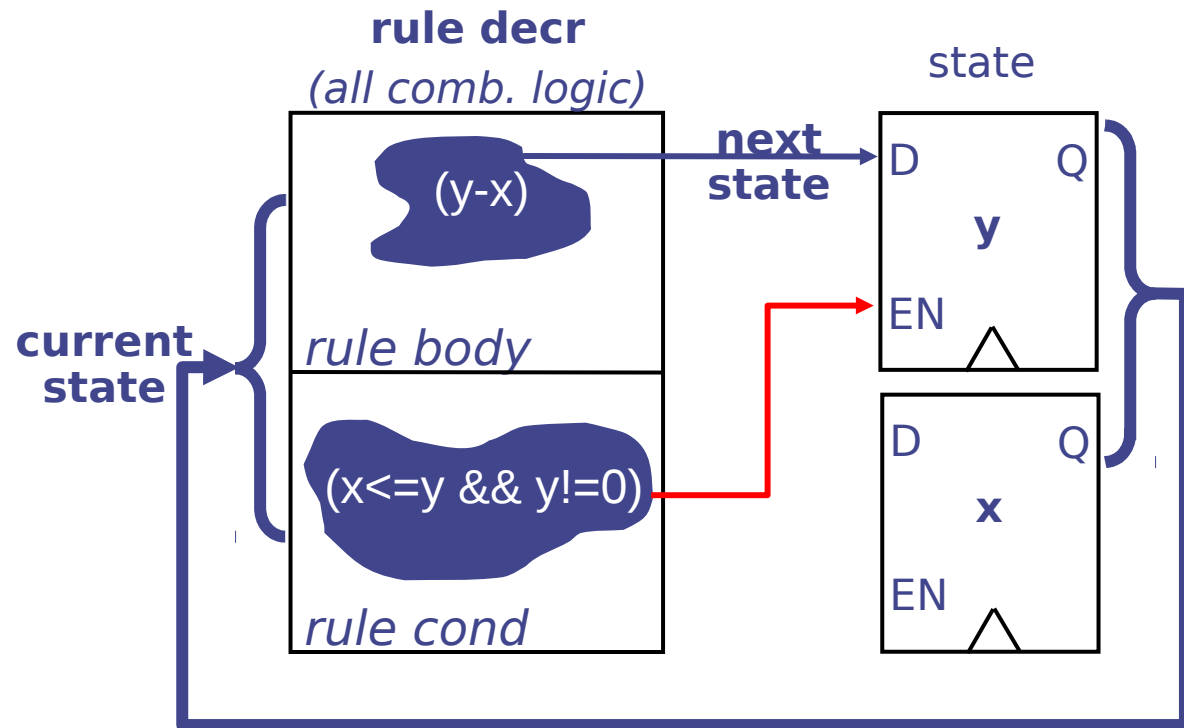 rule decr
(all comb. logic)
state
(y-x)
next
state
D
Q
y
EN
rule body
current
state
(x<=y && y!=0)
D
Q
x
EN
rule cond